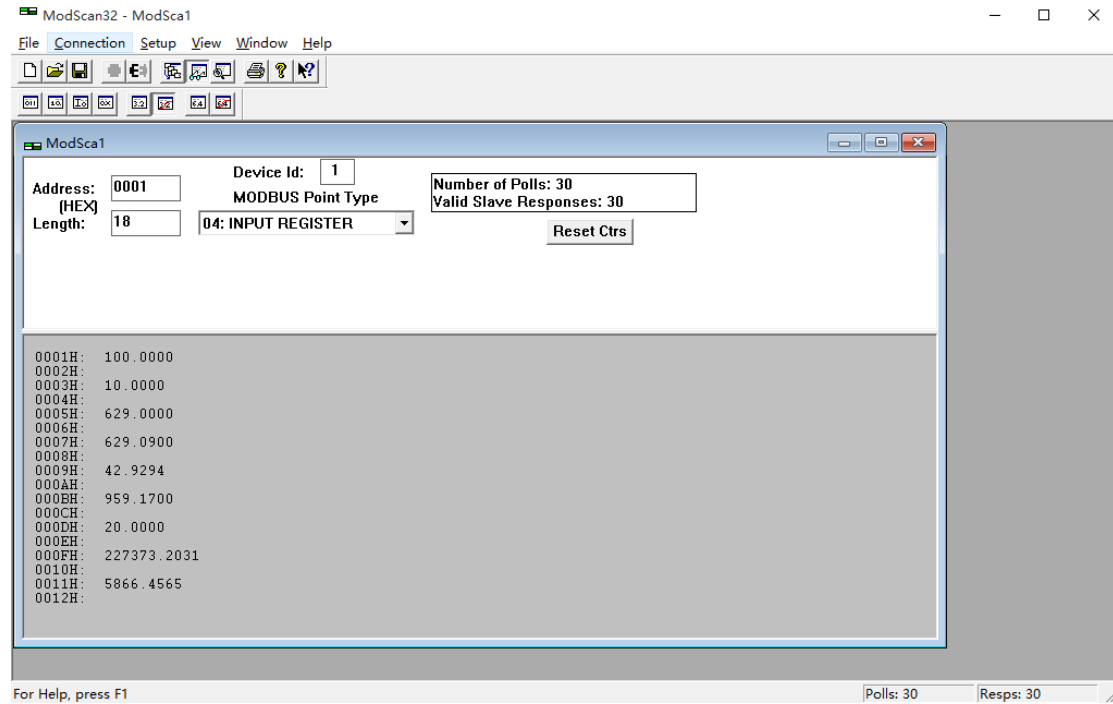 ModScan32 - ModSca1
File Connection Setup View Window Help
ModSca1
Device Id: 1
Address: 0001
(HEX)
MODBUS Point Type
Length: 18
04: INPUT REGISTER
Number of Polls: 30
Valid Slave Responses: 30
Reset Ctrs
0001H: 100.0000
0002H:
0003H: 10.0000
0004H:
0005H: 629.0000
0006H:
0007H: 629.0900
0008H:
0009H: 42.9294
000AH:
000BH: 959.1700
000CH:
000DH: 20.0000
000EH:
000FH: 227373.2031
0010H:
0011H: 5866.4565
0012H:
For Help, press F1
Polls: 30
Resps: 30